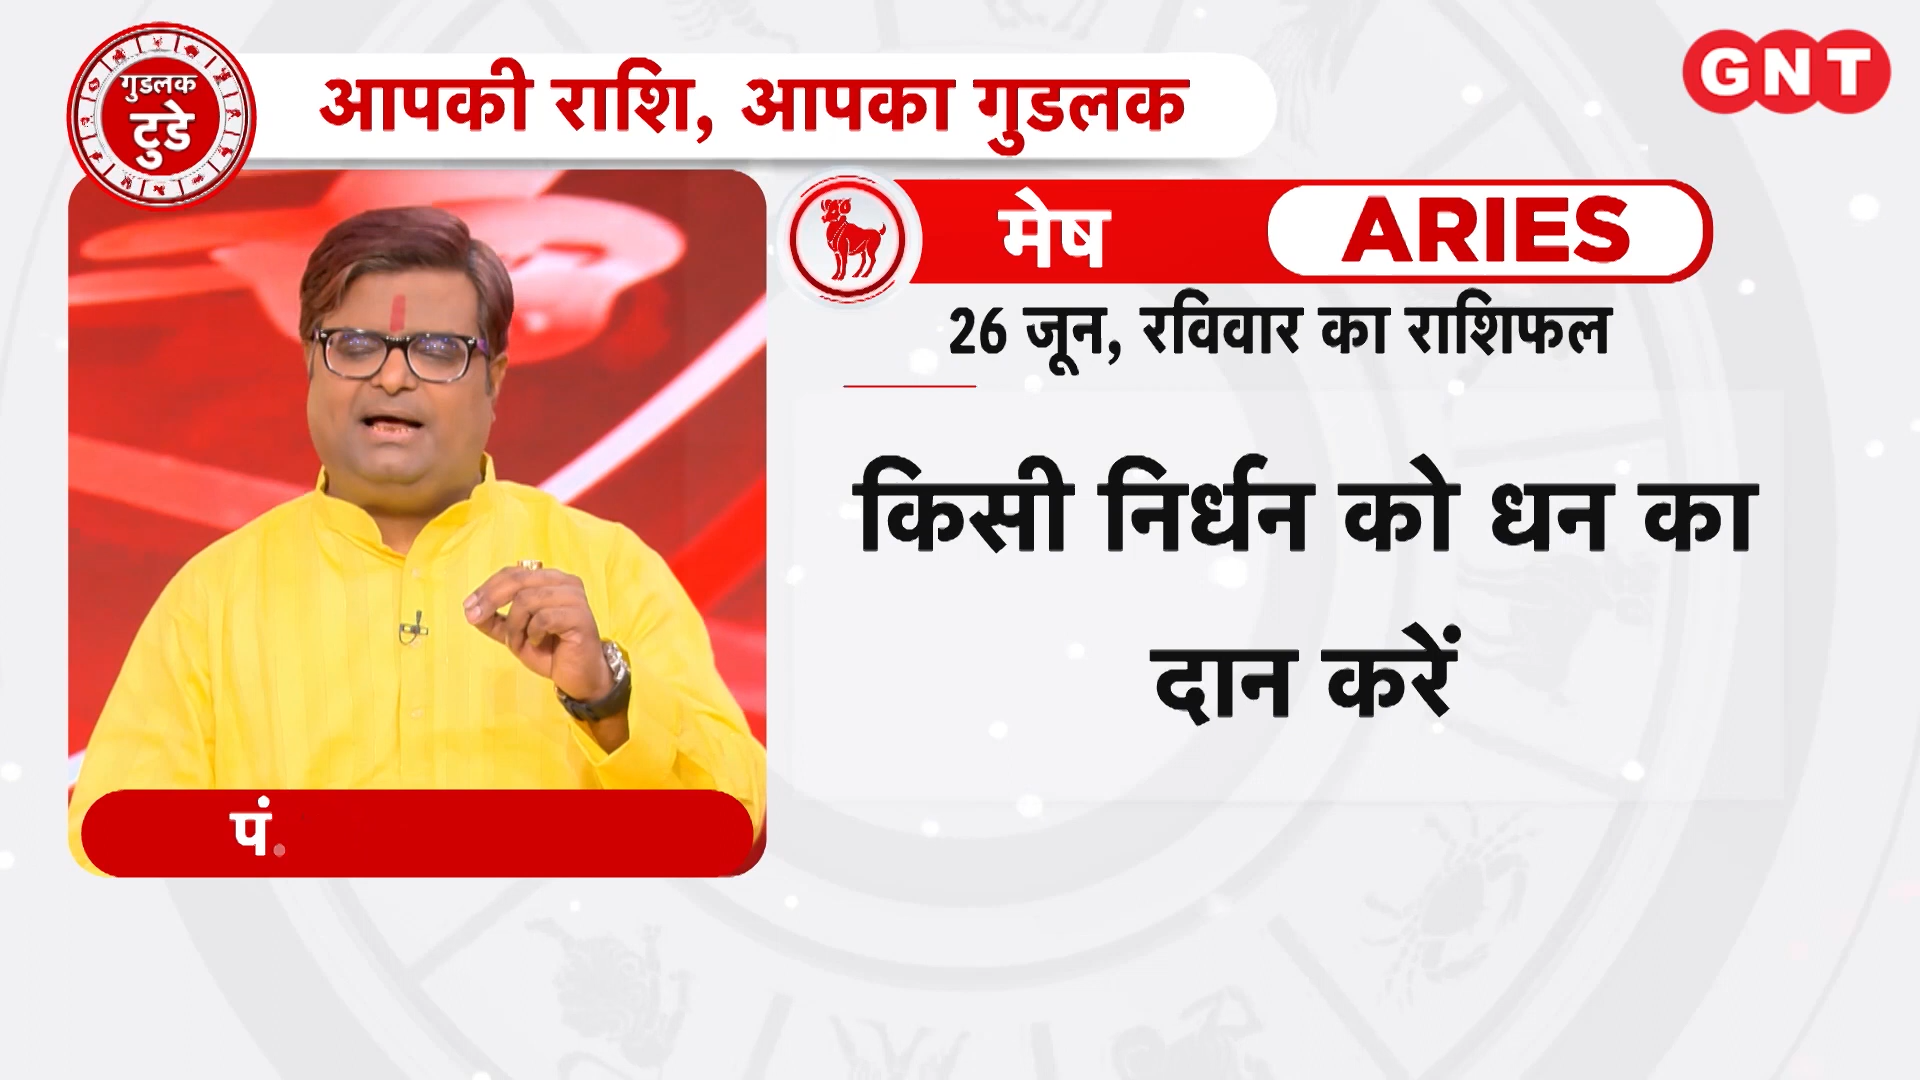 गुडलक
टुडे
आपकी राशि, आपका गुडलक
GNT
मेष
ARIES
26 जून, रविवार का राशिफल
किसी निर्धन को धन का
दान करें
पं.